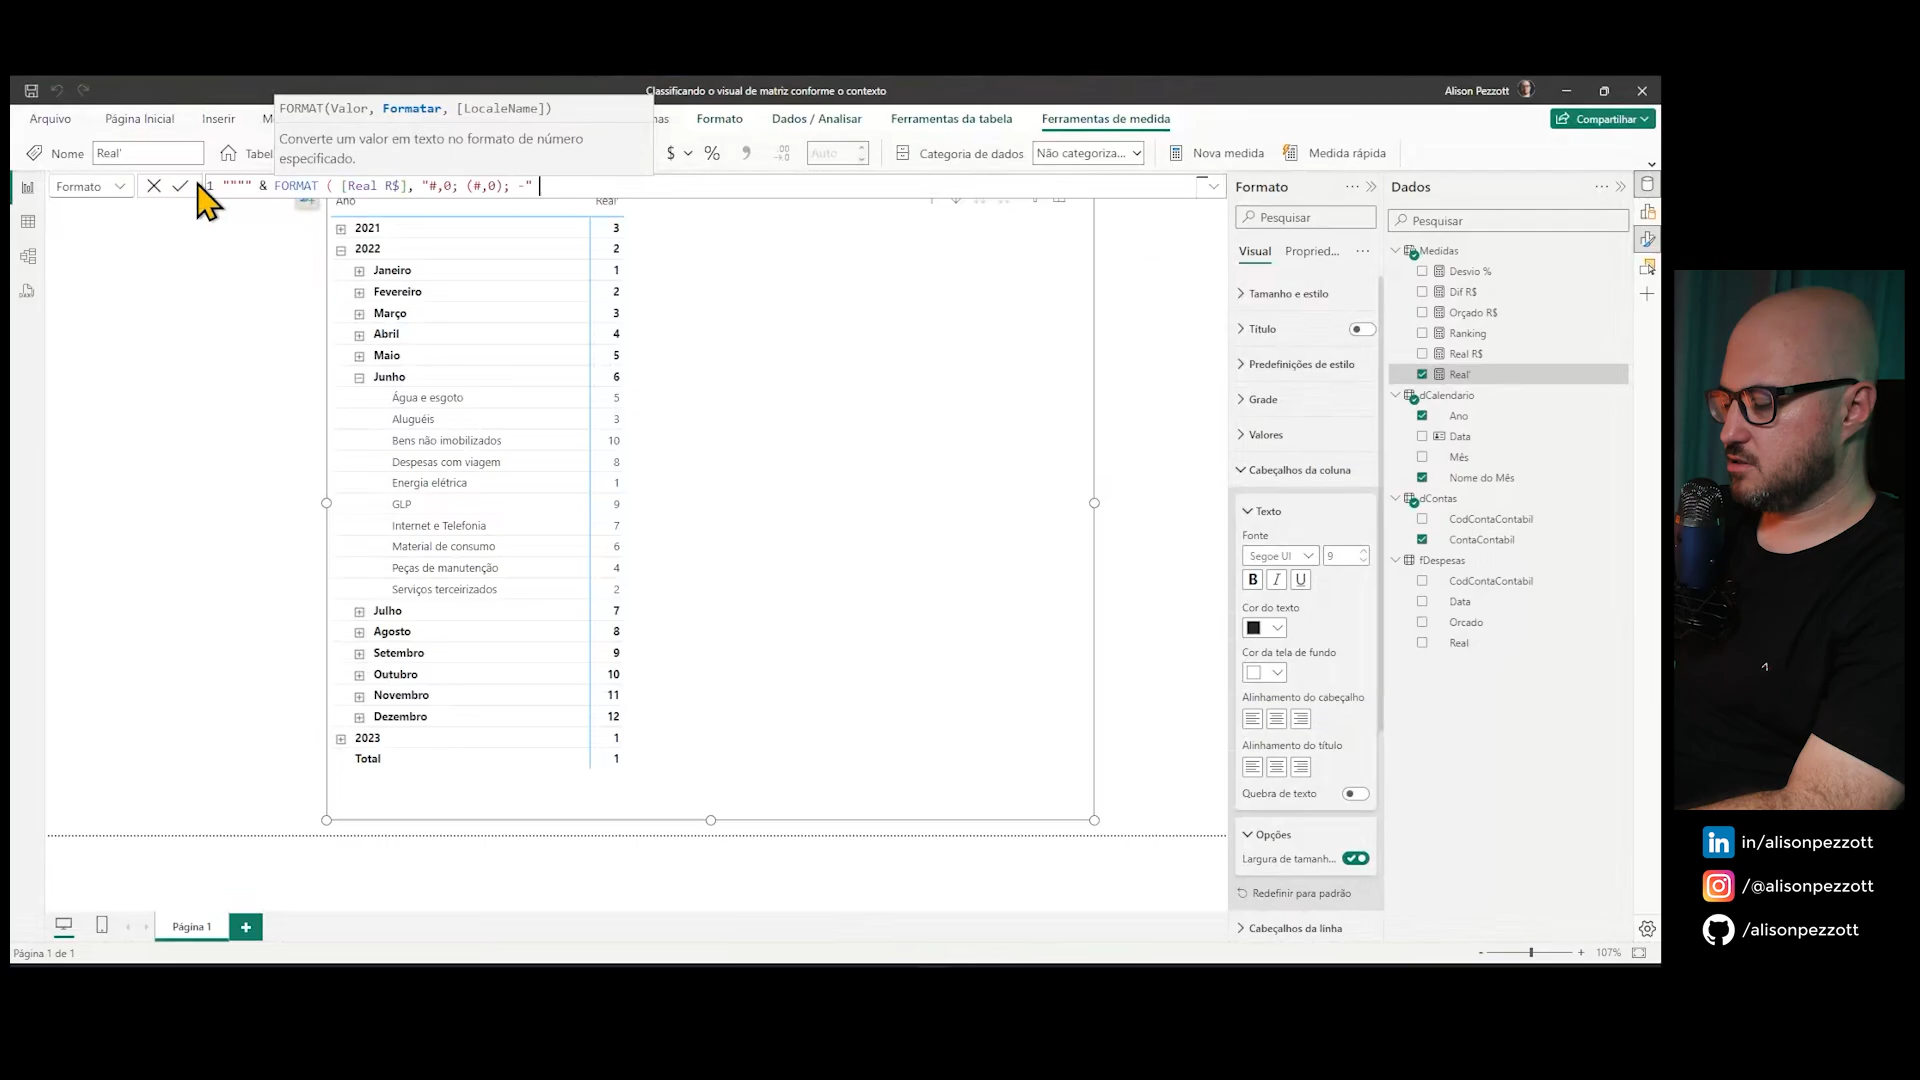 Classificando o visual de matriz conforme o contexto
Alison Pezzott
FORMAT(Valor, Formatar, [LocaleName])
Converte um valor em texto no formato de número
especificado.
Arquivo
Página Inicial
Inserir
Formato
Dados / Analisar
Ferramentas da tabela
Ferramentas de medida
Compartilhar
Nome
Real'
$
%
Auto
Categoria de dados
Não categoriza...
Nova medida
Medida rápida
Formato
1 """" & FORMAT ( [Real R$], "#,0; (#,0); -"
Ano Real'
2021 3
2022 2
Janeiro 1
Fevereiro 2
Março 3
Abril 4
Maio 5
Junho 6
Água e esgoto 5
Aluguéis 3
Bens não imobilizados 10
Despesas com viagem 8
Energia elétrica 1
GLP 9
Internet e Telefonia 7
Material de consumo 6
Peças de manutenção 4
Serviços terceirizados 2
Julho 7
Agosto 8
Setembro 9
Outubro 10
Novembro 11
Dezembro 12
2023 1
Total 1
Formato
Pesquisar
Visual
Propried...
Tamanho e estilo
Título
Predefinições de estilo
Grade
Valores
Cabeçalhos da coluna
Texto
Fonte
Segoe UI
9
B I U
Cor do texto
Cor da tela de fundo
Alinhamento do cabeçalho
Alinhamento do título
Quebra de texto
Opções
Largura de tamanh...
Redefinir para padrão
Cabeçalhos da linha
Dados
Pesquisar
Medidas
Desvio %
Dif R$
Orçado R$
Ranking
Real R$
Real'
dCalendario
Ano
Data
Mês
Nome do Mês
dContas
CodContaContabil
ContaContabil
fDespesas
CodContaContabil
Data
Orcado
Real
Página 1
Página 1 de 1
107%
in/alisonpezzott
/@alisonpezzott
/alisonpezzott